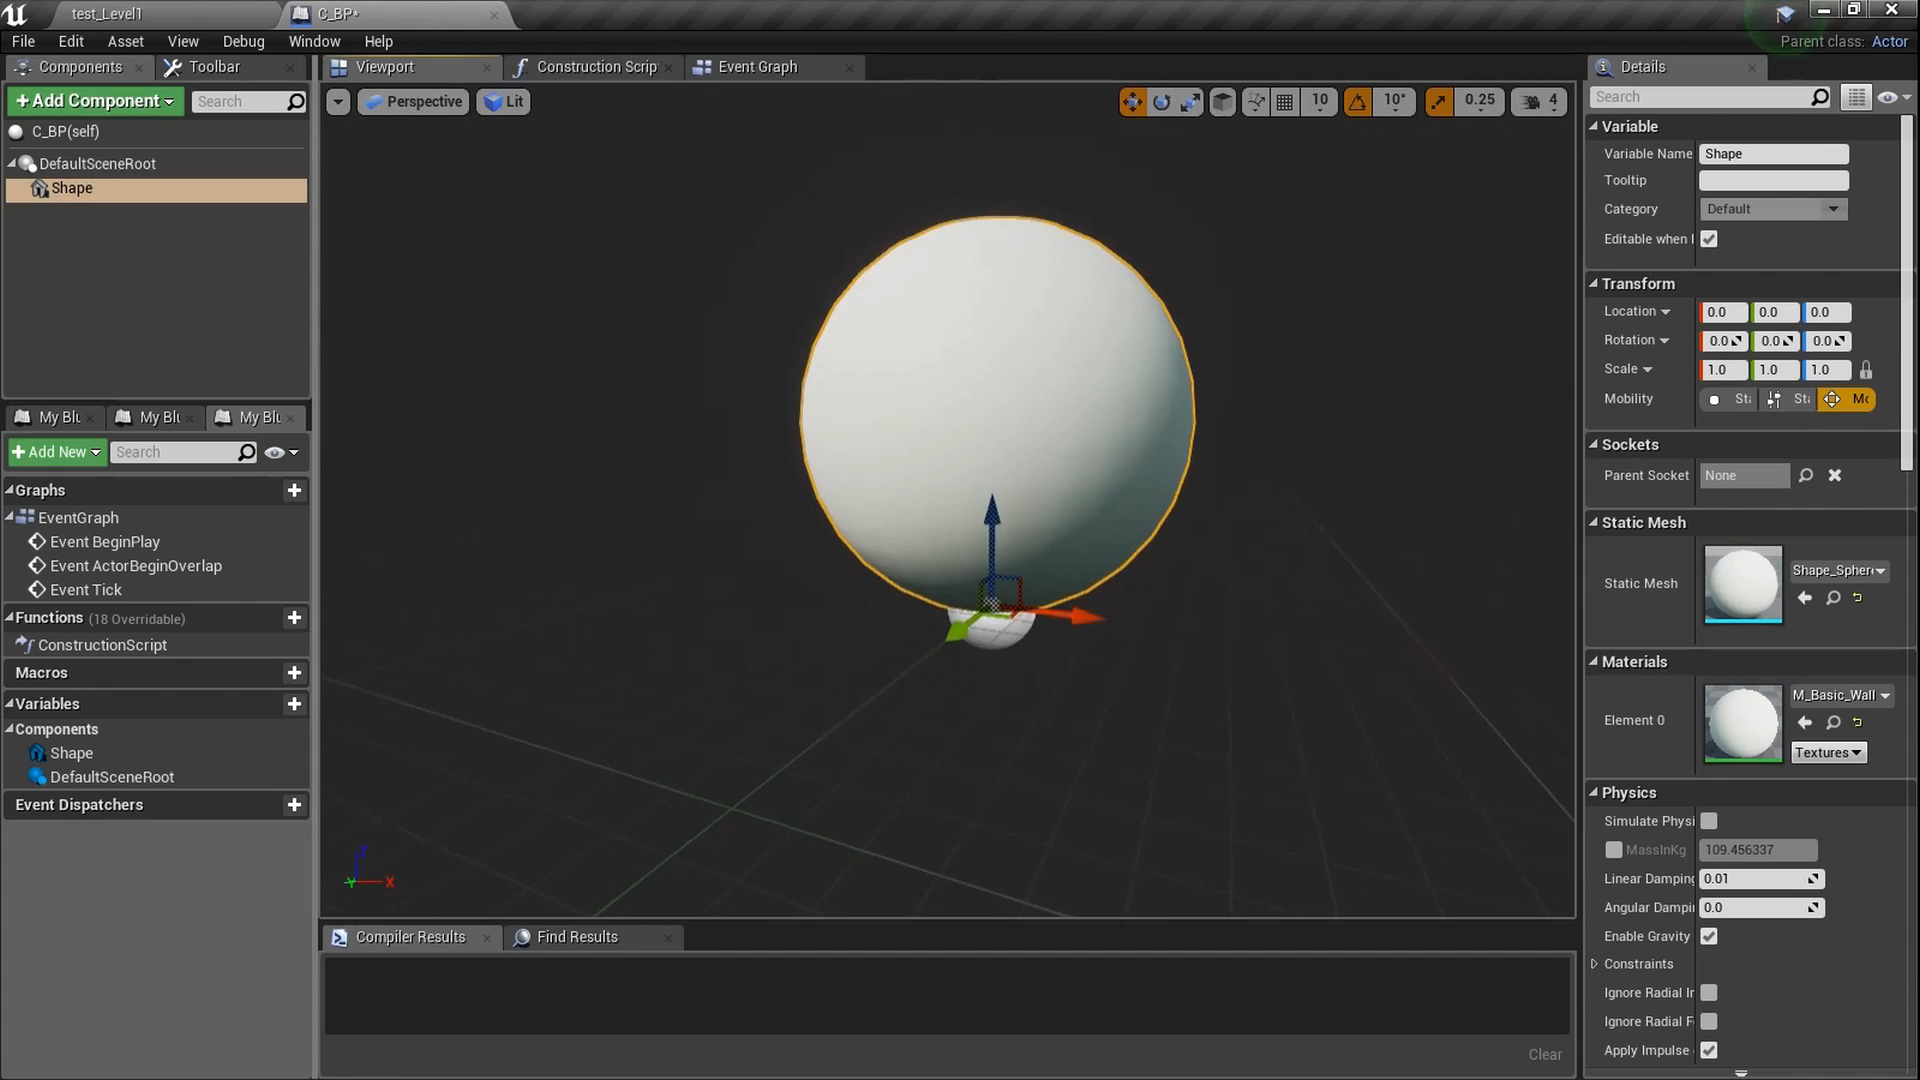 test_Level1
C_BP*
File
Edit
Asset
View
Debug
Window
Help
Parent class: Actor
Components
Toolbar
Viewport
Construction Scrip
Event Graph
Details
Add Component
Search
Perspective
Lit
10
10°
0.25
4
Search
C_BP(self)
DefaultSceneRoot
Shape
Variable
Variable Name
Shape
Tooltip
Category
Default
Editable when I
Transform
Location
0.0
0.0
0.0
Rotation
0.0
0.0
0.0
Scale
1.0
1.0
1.0
Mobility
Sta
Sta
Mo
Sockets
Parent Socket
None
Static Mesh
Static Mesh
Shape_Spher
Materials
Element 0
M_Basic_Wall
Textures
Physics
Simulate Physi
MassInKg
109.456337
Linear Damping
0.01
Angular Dampi
0.0
Enable Gravity
Constraints
Ignore Radial I
Ignore Radial F
Apply Impulse
My Blu
My Blu
My Blu
Add New
Search
Graphs
EventGraph
Event BeginPlay
Event ActorBeginOverlap
Event Tick
Functions (18 Overridable)
ConstructionScript
Macros
Variables
Components
Shape
DefaultSceneRoot
Event Dispatchers
Z
Y
X
Compiler Results
Find Results
Clear